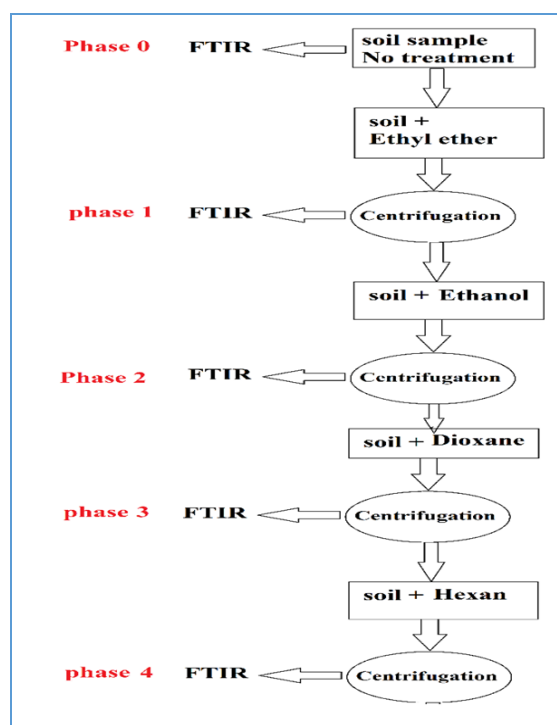 Phase 0 FTIR soil sample
No treatment
soil +
Ethyl ether
phase 1 FTIR Centrifugation
soil + Ethanol
Phase 2 FTIR Centrifugation
soil + Dioxane
phase 3 FTIR Centrifugation
soil + Hexan
phase 4 FTIR Centrifugation